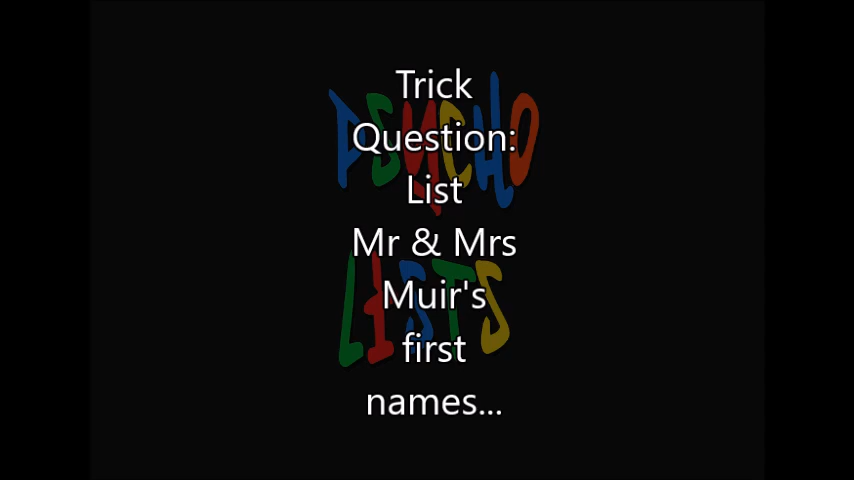 Trick
Question:
List
Mr & Mrs
Muir's
first
names...
PSYCHO
LISTS